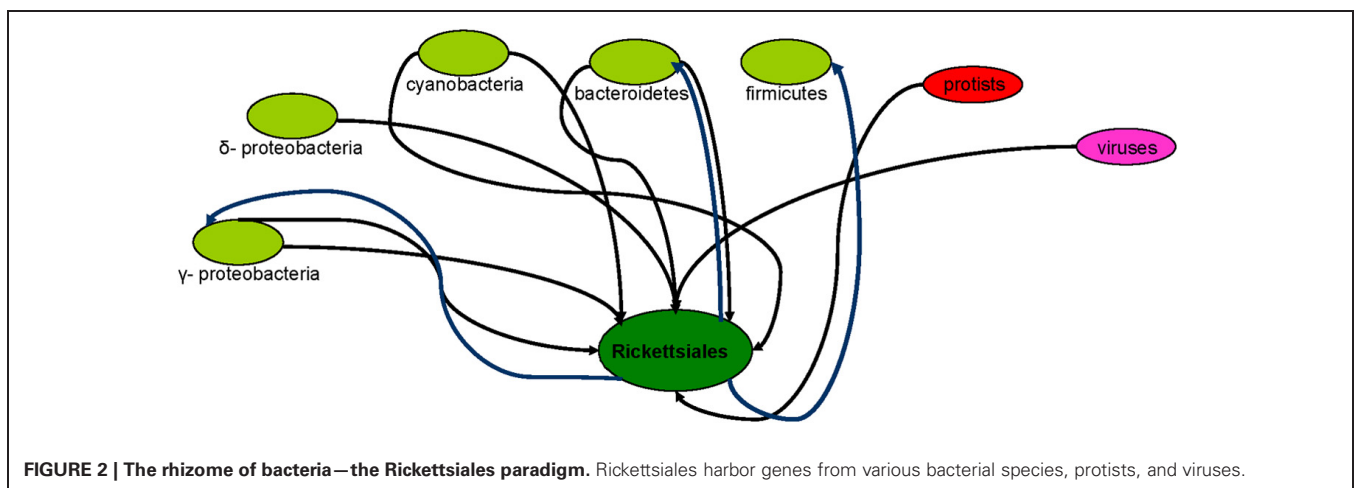 cyanobacteria
bacteroidetes
firmicutes
protists
δ- proteobacteria
viruses
γ- proteobacteria
Rickettsiales
FIGURE 2 | The rhizome of bacteria—the Rickettsiales paradigm. Rickettsiales harbor genes from various bacterial species, protists, and viruses.